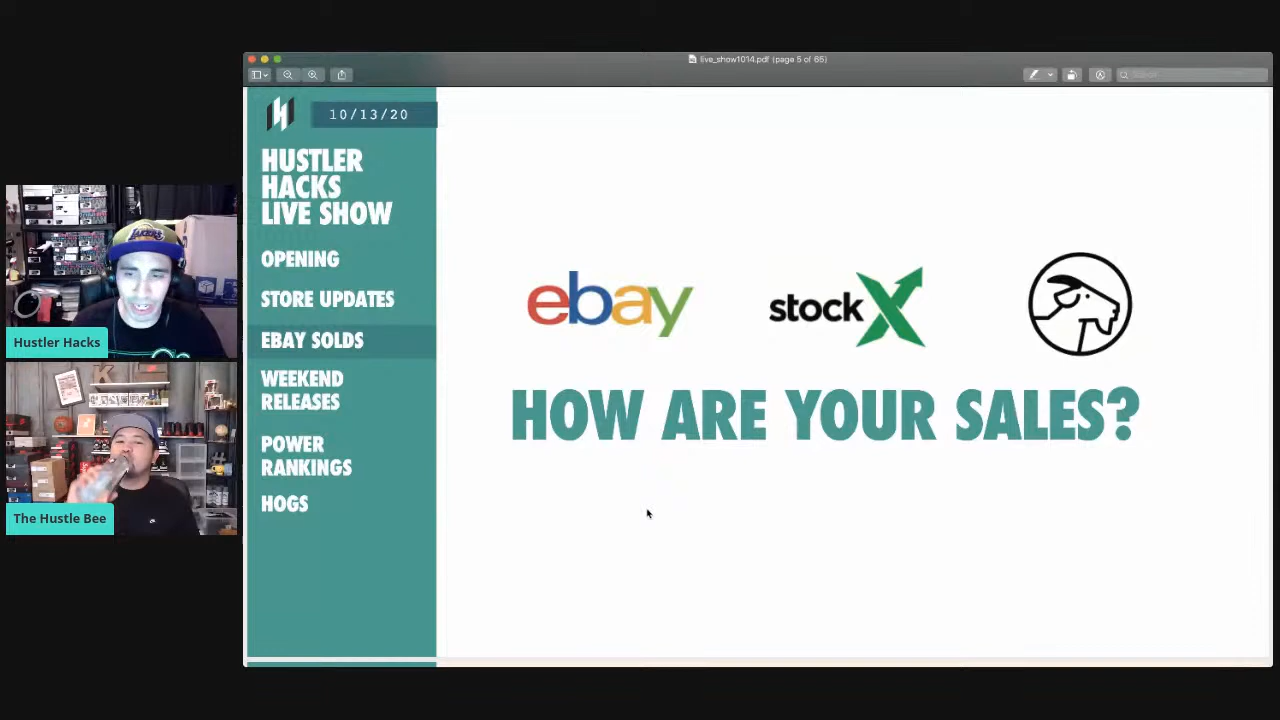 live_show1014.pdf (page 5 of 65)
10/13/20
HUSTLER
HACKS
LIVE SHOW
OPENING
STORE UPDATES
EBAY SOLDS
WEEKEND
RELEASES
POWER
RANKINGS
HOGS
ebay
stockX
HOW ARE YOUR SALES?
Hustler Hacks
The Hustle Bee